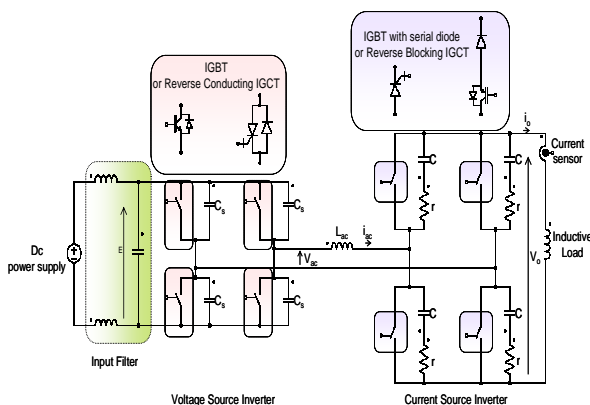 IGBT
or Reverse Conducting IGCT
IGBT with serial diode
or Reverse Blocking IGCT
i_o
Current
sensor
C
C
r
r
C_s
C_s
L_ac
i_ac
V_ac
E
Dc
power supply
V_o
Inductive
Load
C_s
C_s
C
C
r
r
Input Filter
Voltage Source Inverter
Current Source Inverter